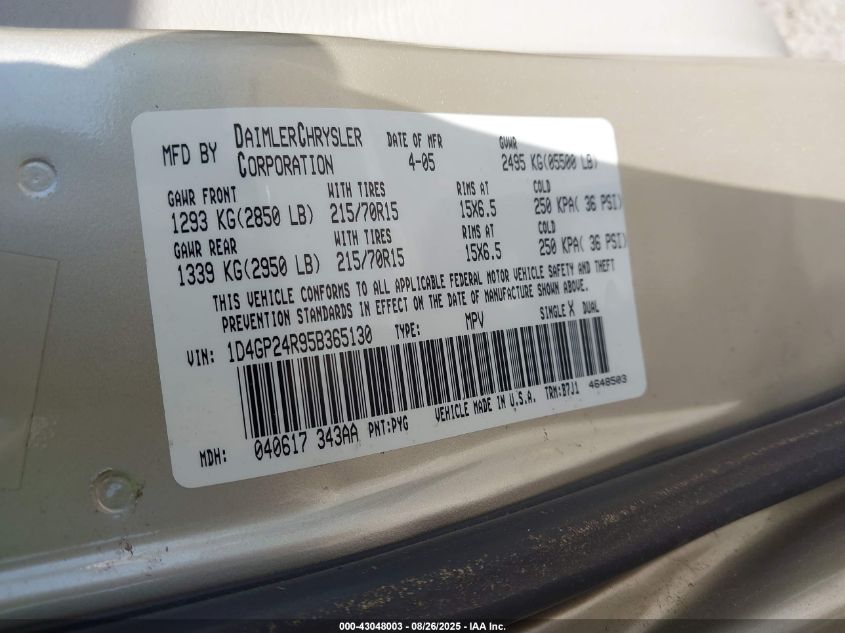 MFD BY DAIMLERCHRYSLER CORPORATION DATE OF MFR 4-05 GVWR 2495 KG(05500 LB)
GAWR FRONT WITH TIRES RIMS AT COLD
1293 KG(2850 LB) 215/70R15 15X6.5 250 KPA( 36 PSI)
GAWR REAR WITH TIRES RIMS AT COLD
1339 KG(2950 LB) 215/70R15 15X6.5 250 KPA( 36 PSI)
THIS VEHICLE CONFORMS TO ALL APPLICABLE FEDERAL MOTOR VEHICLE SAFETY AND THEFT
PREVENTION STANDARDS IN EFFECT ON THE DATE OF MANUFACTURE SHOWN ABOVE.
VIN: 1D4GP24R95B365130 TYPE: MPV SINGLE X DUAL
MDH: 040617 343AA PNT:PYG VEHICLE MADE IN U.S.A. TRM:B7J1 4648503
000-43048003 - 08/26/2025 - IAA Inc.